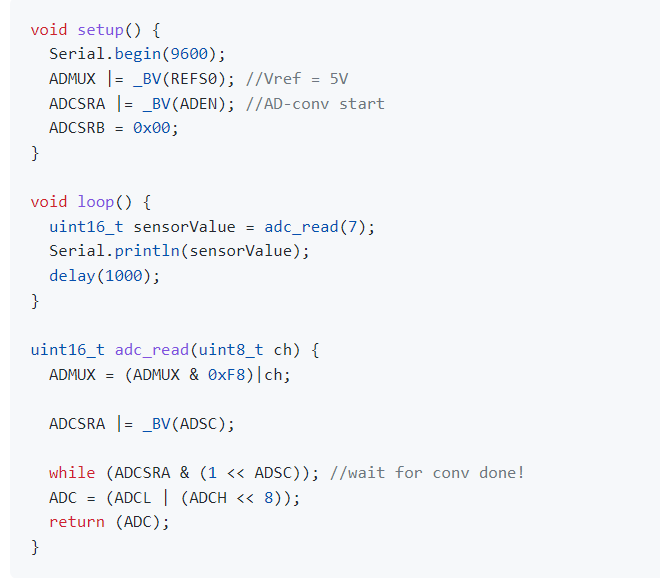 void setup() {
  Serial.begin(9600);
  ADMUX |= _BV(REFS0); //Vref = 5V
  ADCSRA |= _BV(ADEN); //AD-conv start
  ADCSRB = 0x00;
}

void loop() {
  uint16_t sensorValue = adc_read(7);
  Serial.println(sensorValue);
  delay(1000);
}

uint16_t adc_read(uint8_t ch) {
  ADMUX = (ADMUX & 0xF8)|ch;

  ADCSRA |= _BV(ADSC);

  while (ADCSRA & (1 << ADSC)); //wait for conv done!
  ADC = (ADCL | (ADCH << 8));
  return (ADC);
}